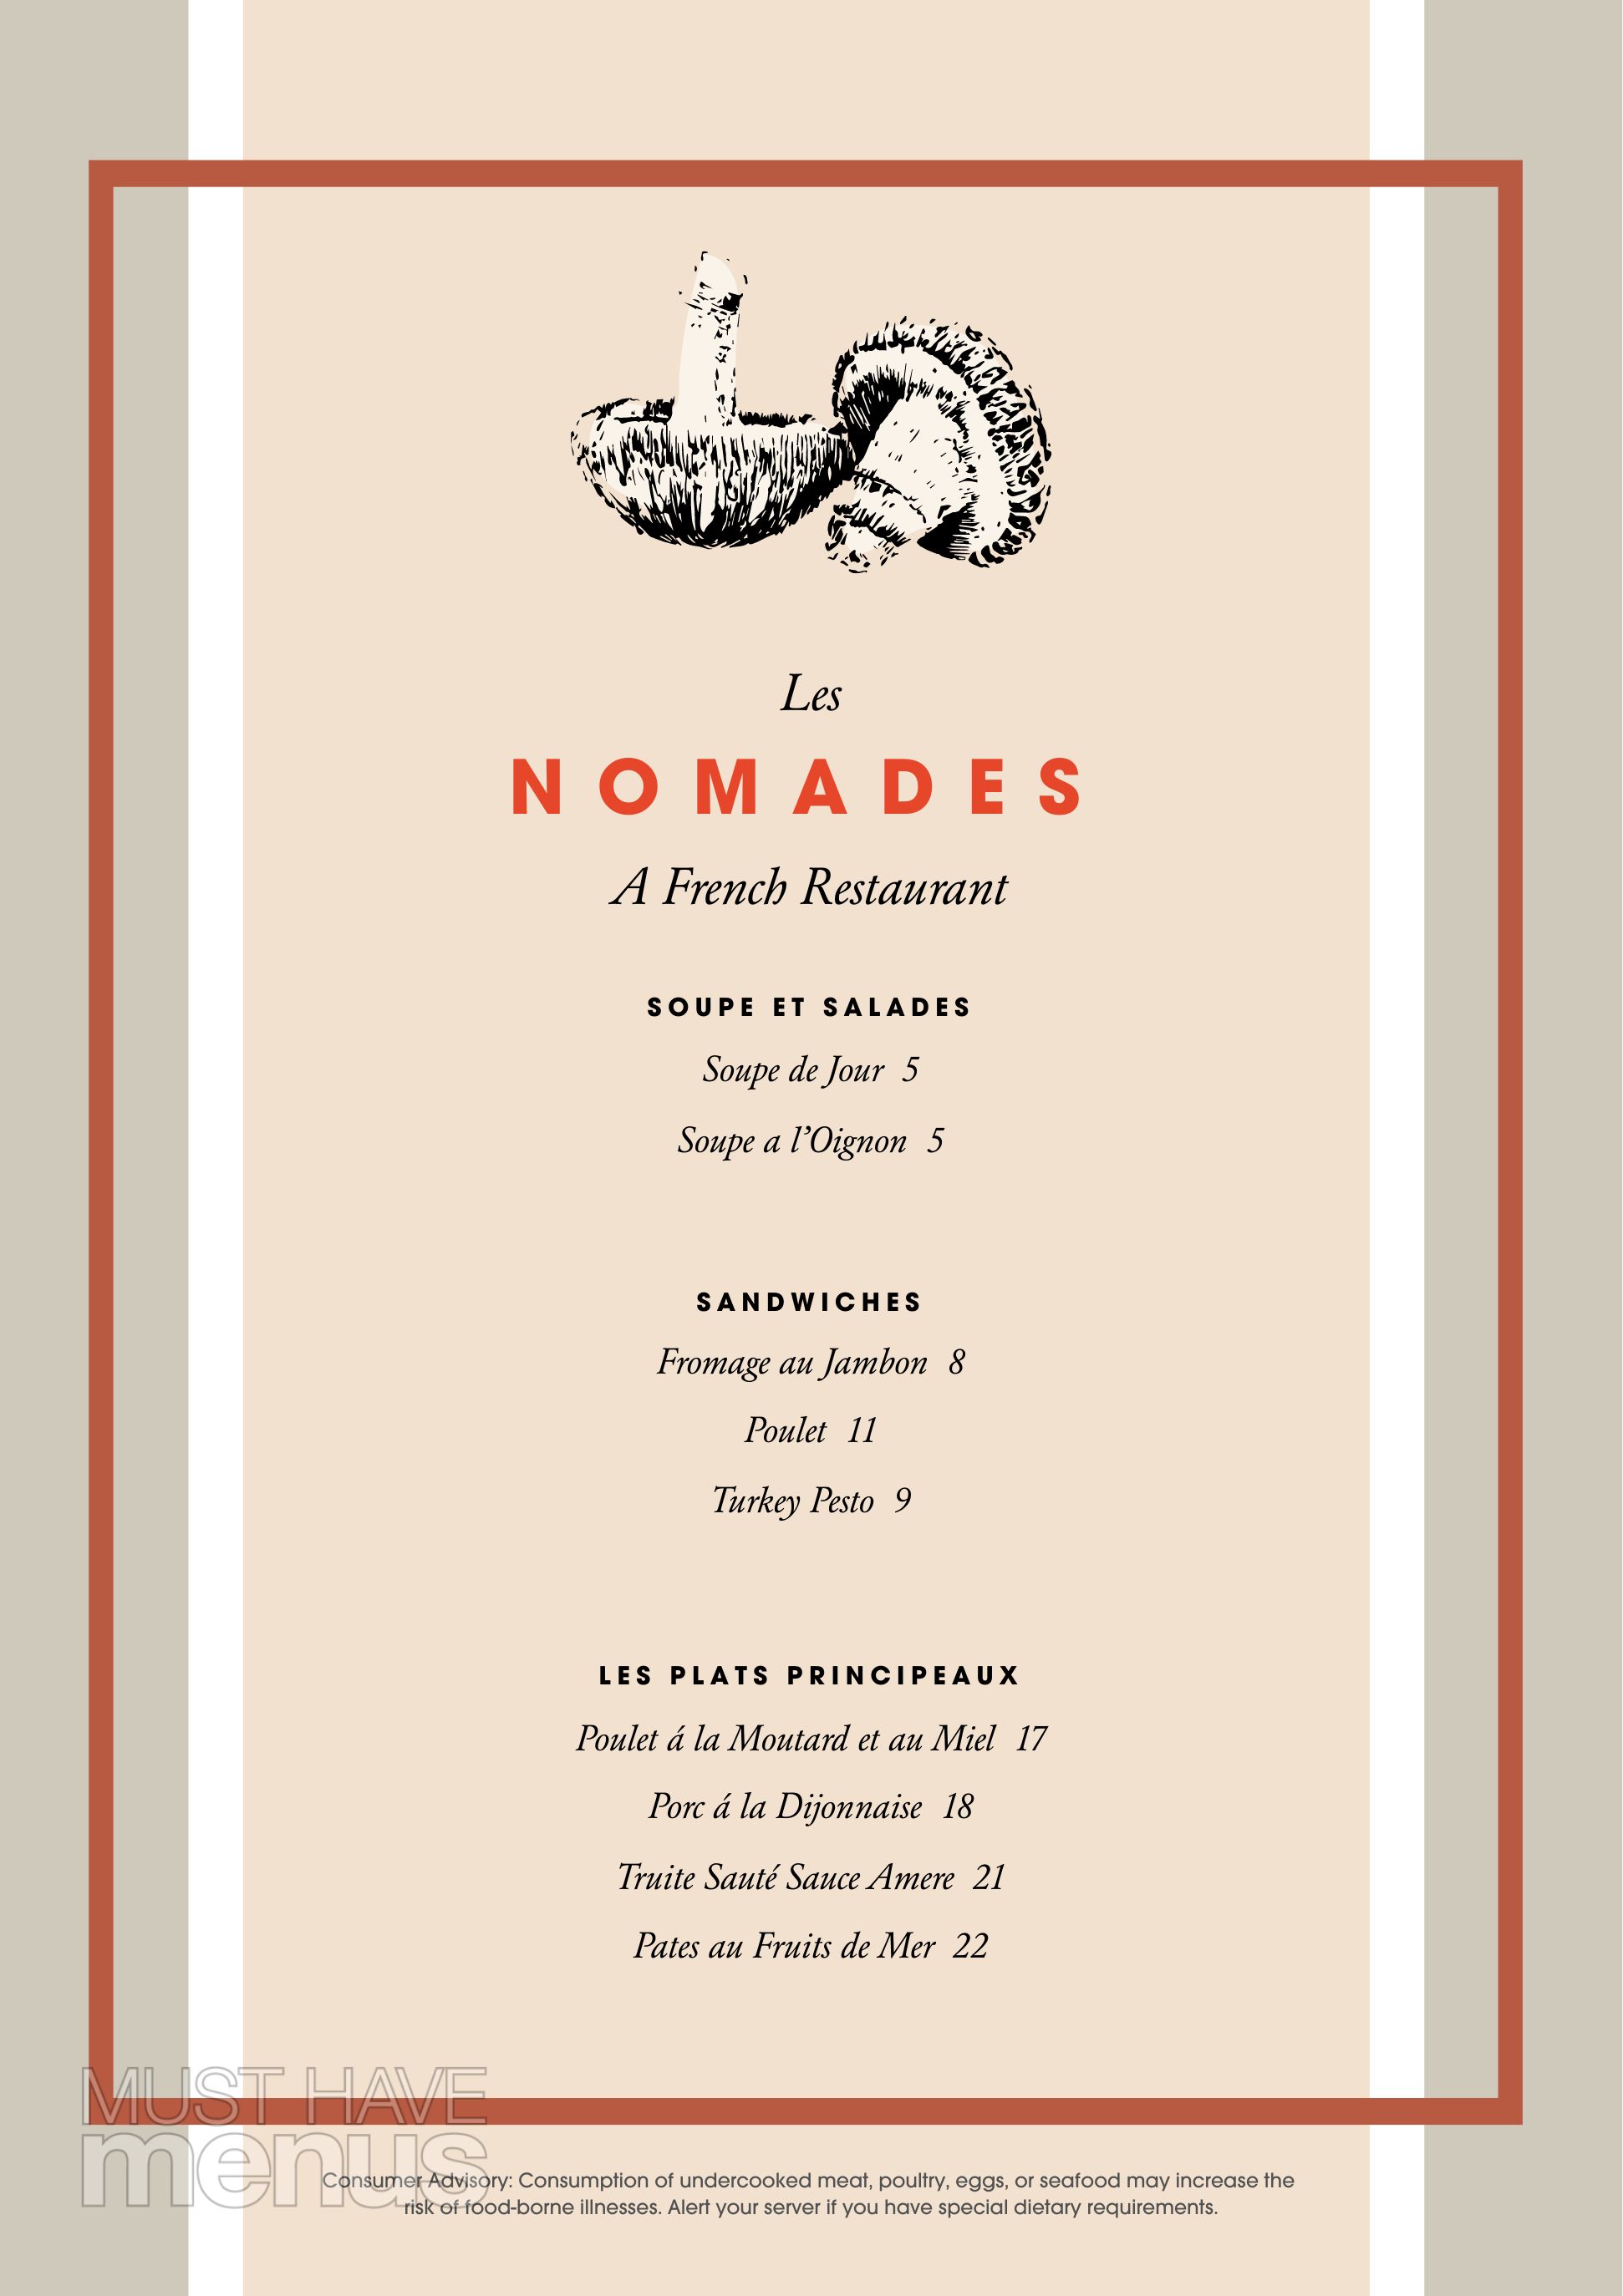 Les
NOMADES
A French Restaurant
SOUPE ET SALADES
Soupe de Jour 5
Soupe a l’Oignon 5
SANDWICHES
Fromage au Jambon 8
Poulet 11
Turkey Pesto 9
LES PLATS PRINCIPEAUX
Poulet á la Moutard et au Miel 17
Porc á la Dijonnaise 18
Truite Sauté Sauce Amere 21
Pates au Fruits de Mer 22
MUST HAVE
menus
Consumer Advisory: Consumption of undercooked meat, poultry, eggs, or seafood may increase the
risk of food-borne illnesses. Alert your server if you have special dietary requirements.